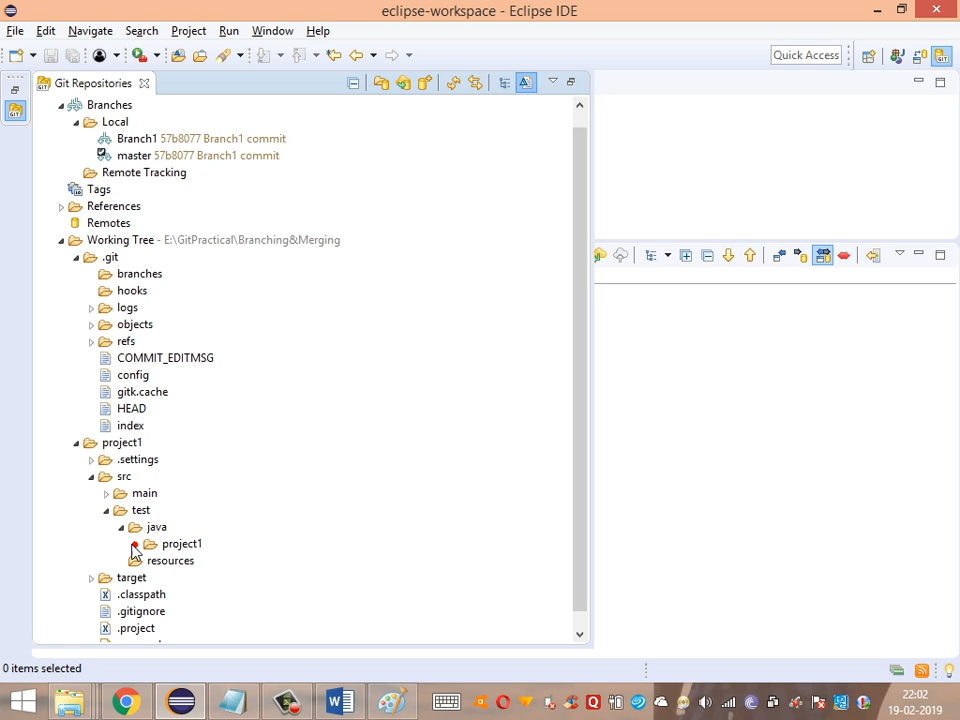 eclipse-workspace - Eclipse IDE
File Edit Navigate Search Project Run Window Help
Quick Access
Git Repositories
Branches
Local
Branch1 57b8077 Branch1 commit
master 57b8077 Branch1 commit
Remote Tracking
Tags
References
Remotes
Working Tree - E:\GitPractical\Branching&Merging
.git
branches
hooks
logs
objects
refs
COMMIT_EDITMSG
config
gitk.cache
HEAD
index
project1
.settings
src
main
test
java
project1
resources
target
.classpath
.gitignore
.project
0 items selected
22:02
19-02-2019